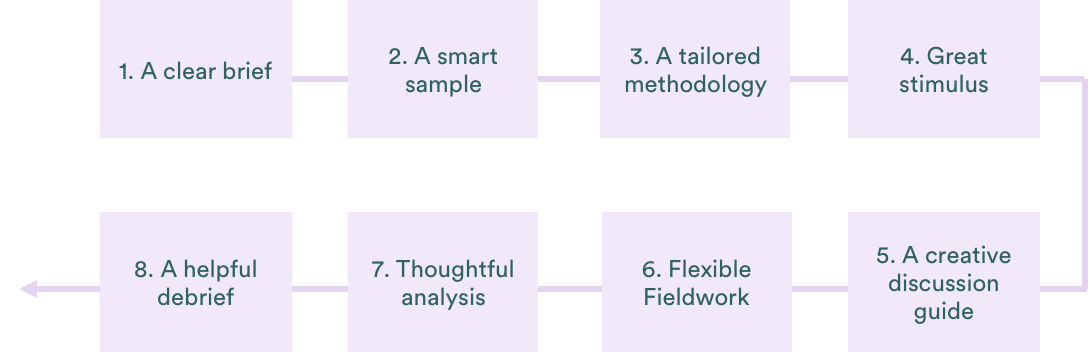 1. A clear brief
2. A smart
sample
3. A tailored
methodology
4. Great
stimulus
5. A creative
discussion
guide
6. Flexible
Fieldwork
7. Thoughtful
analysis
8. A helpful
debrief